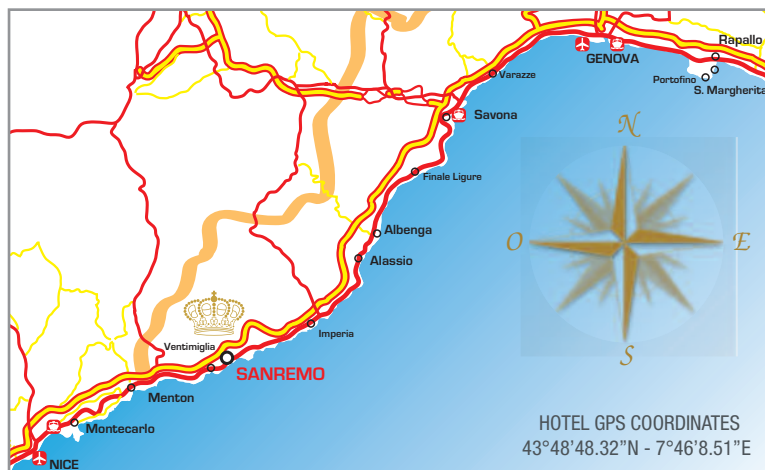 Rapallo
GENOVA
Portofino
S. Margherita
Varazze
Savona
N
Finale Ligure
Albenga
O
E
Alassio
Imperia
Ventimiglia
S
SANREMO
Menton
Montecarlo
HOTEL GPS COORDINATES
43°48'48.32”N - 7°46’8.51”E
NICE